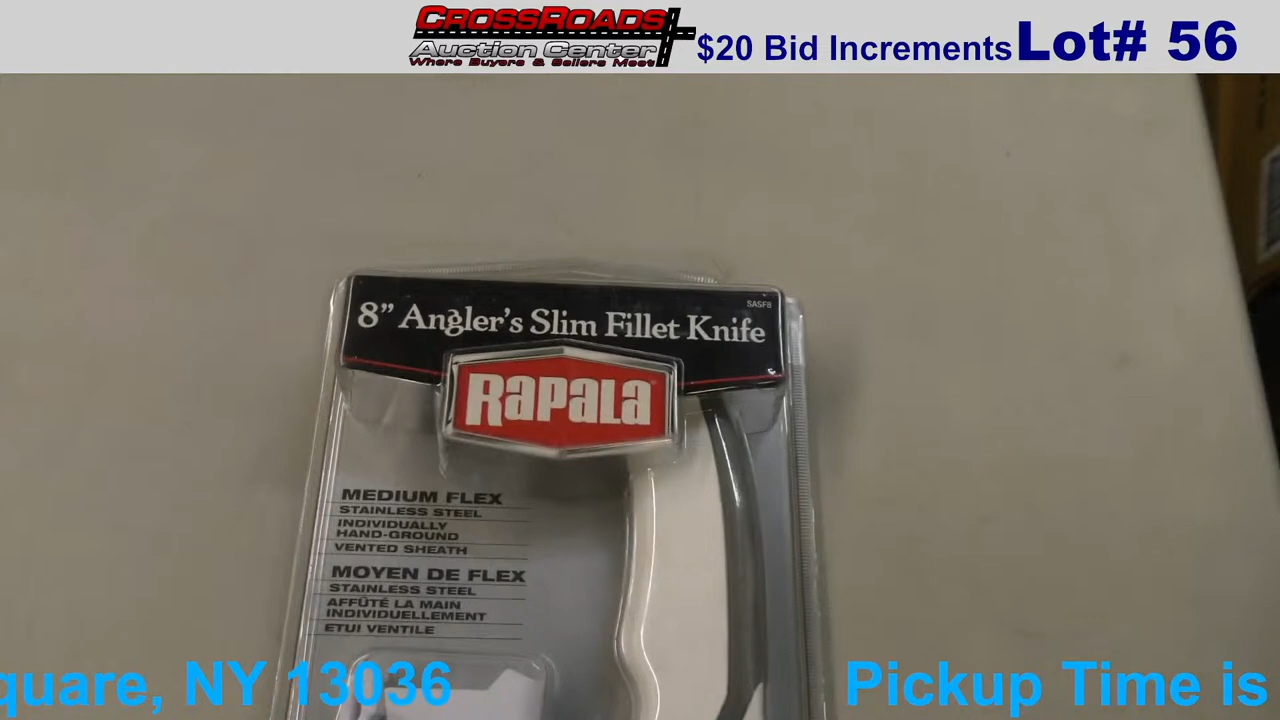 CROSSROADS
Auction Center
Where Buyers & Sellers Meet
$20 Bid Increments
Lot# 56
SASF8
8” Angler's Slim Fillet Knife
RAPALA
MEDIUM FLEX
STAINLESS STEEL
INDIVIDUALLY
HAND-GROUND
VENTED SHEATH
MOYEN DE FLEX
STAINLESS STEEL
AFFÛTÉ LA MAIN
INDIVIDUELLEMENT
ETUI VENTILE
quare, NY 13036
Pickup Time is